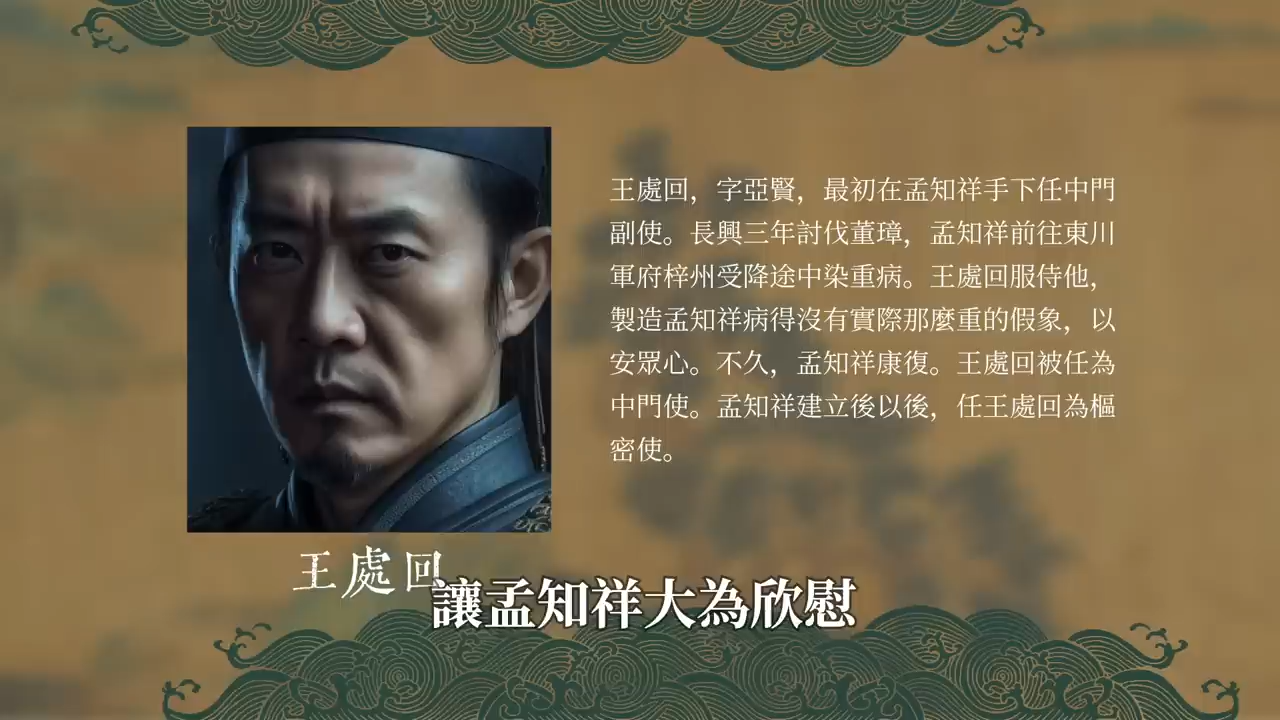 王處回，字亞賢，最初在孟知祥手下任中門
副使。長興三年討伐董璋，孟知祥前往東川
軍府梓州受降途中染重病。王處回服侍他，
製造孟知祥病得沒有實際那麼重的假象，以
安眾心。不久，孟知祥康復。王處回被任為
中門使。孟知祥建立後以後，任王處回為樞
密使。
王處回
讓孟知祥大為欣慰